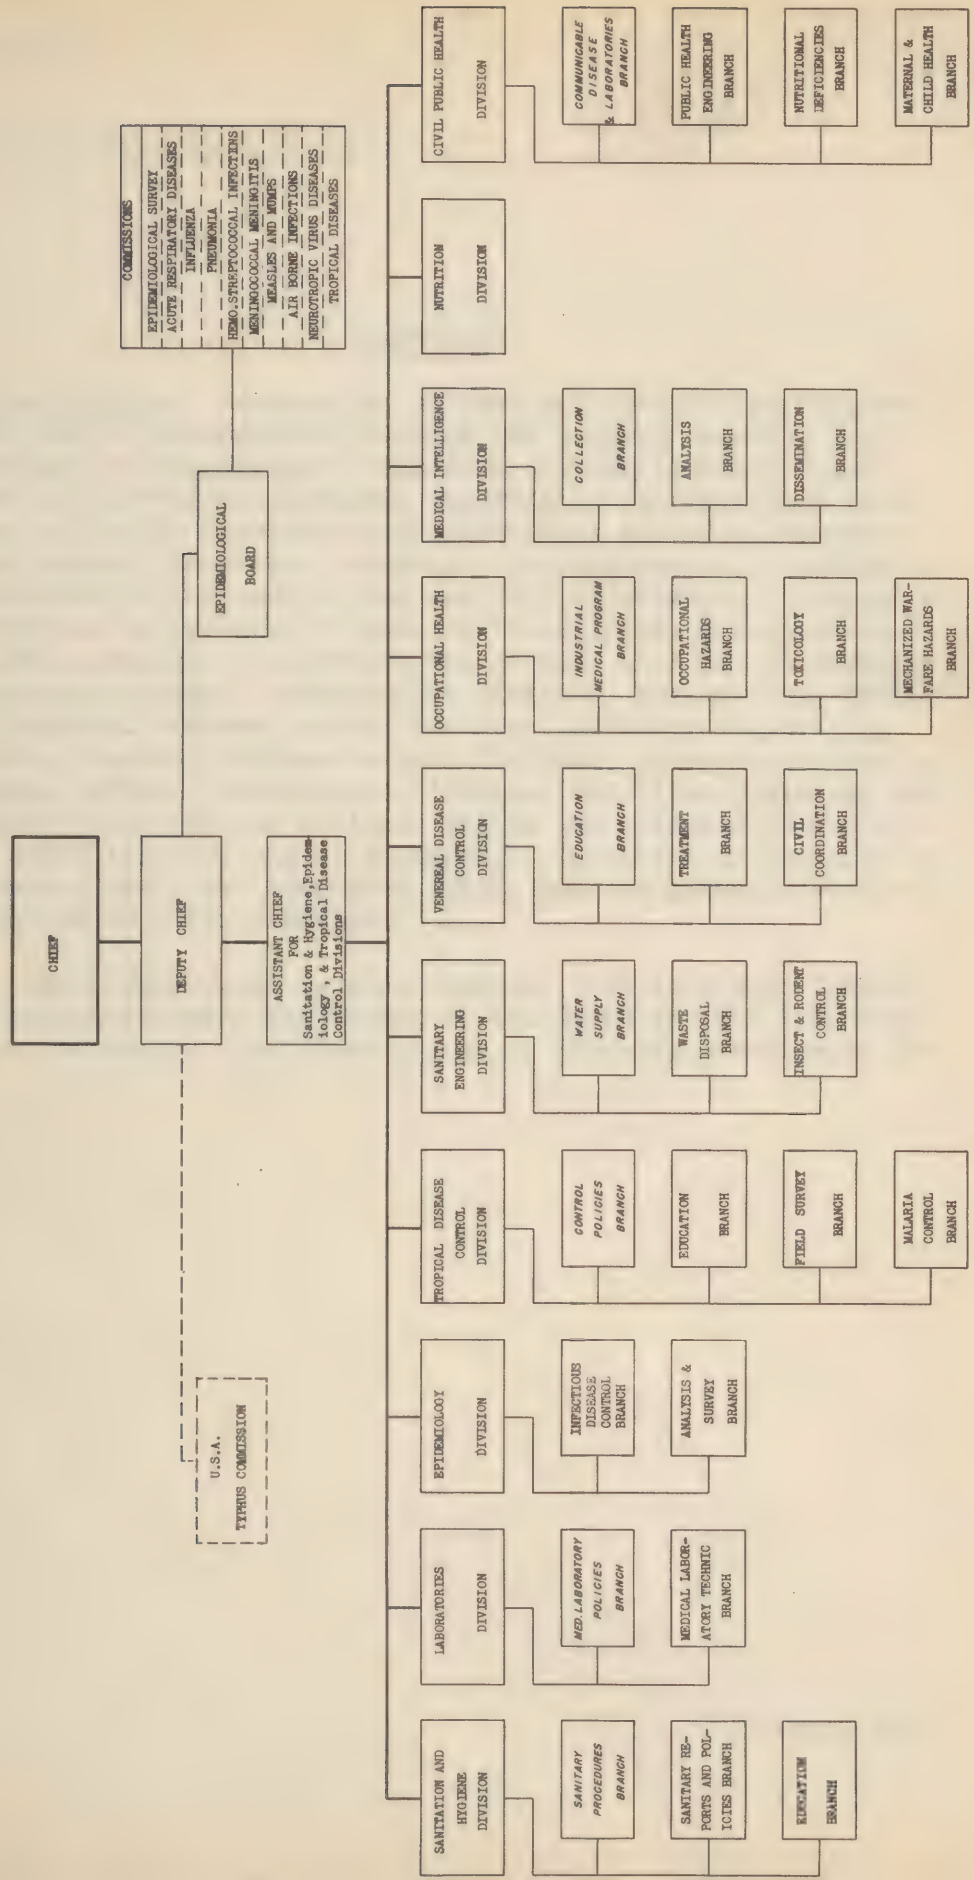 CHIEF
DEPUTY CHIEF
ASSISTANT CHIEF
FOR
Sanitation & Hygiene,Epidem-
iology , & Tropical Disease
Control Divisions
U.S.A.
TYPHUS COMMISSION
EPIDEMIOLOGICAL
BOARD
COMMISSIONS
EPIDEMIOLOGICAL SURVEY
ACUTE RESPIRATORY DISEASES
INFLUENZA
PNEUMONIA
HEMO.STREPTOCOCCAL INFECTIONS
MENINGOCOCCAL MENINGITIS
MEASLES AND MUMPS
AIR BORNE INFECTIONS
NEUROTROPIC VIRUS DISEASES
TROPICAL DISEASES
SANITATION AND
HYGIENE
DIVISION
SANITARY
PROCEDURES
BRANCH
SANITARY RE-
PORTS AND POL-
ICIES BRANCH
EDUCATION
BRANCH
LABORATORIES
DIVISION
MED.LABORATORY
POLICIES
BRANCH
MEDICAL LABOR-
ATORY TECHNIC
BRANCH
EPIDEMIOLOGY
DIVISION
INFECTIOUS
DISEASE
CONTROL
BRANCH
ANALYSIS &
SURVEY
BRANCH
TROPICAL DISEASE
CONTROL
DIVISION
CONTROL
POLICIES
BRANCH
EDUCATION
BRANCH
FIELD SURVEY
BRANCH
MALARIA
CONTROL
BRANCH
SANITARY
ENGINEERING
DIVISION
WATER
SUPPLY
BRANCH
WASTE
DISPOSAL
BRANCH
INSECT & RODENT
CONTROL
BRANCH
VENEREAL DISEASE
CONTROL
DIVISION
EDUCATION
BRANCH
TREATMENT
BRANCH
CIVIL
COORDINATION
BRANCH
OCCUPATIONAL HEALTH
DIVISION
INDUSTRIAL
MEDICAL PROGRAM
BRANCH
OCCUPATIONAL
HAZARDS
BRANCH
TOXICOLOGY
BRANCH
MECHANIZED WAR-
FARE HAZARDS
BRANCH
MEDICAL INTELLIGENCE
DIVISION
COLLECTION
BRANCH
ANALYSIS
BRANCH
DISSEMINATION
BRANCH
NUTRITION
DIVISION
CIVIL PUBLIC HEALTH
DIVISION
COMMUNICABLE
DISEASE
& LABORATORIES
BRANCH
PUBLIC HEALTH
ENGINEERING
BRANCH
NUTRITIONAL
DEFICIENCIES
BRANCH
MATERNAL &
CHILD HEALTH
BRANCH